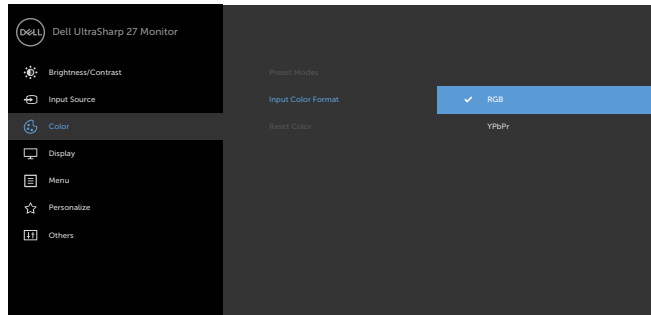 DELL Dell UltraSharp 27 Monitor
Brightness/Contrast
Preset Modes
Input Source
Input Color Format
✓ RGB
Color
Reset Color
YPbPr
Display
Menu
Personalize
Others